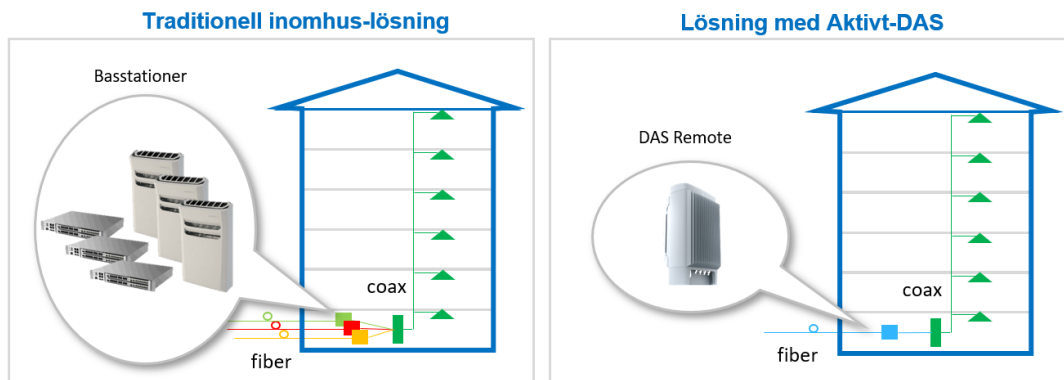 Traditionell inomhus-lösning
Basstationer
coax
fiber
Lösning med Aktivt-DAS
DAS Remote
coax
fiber